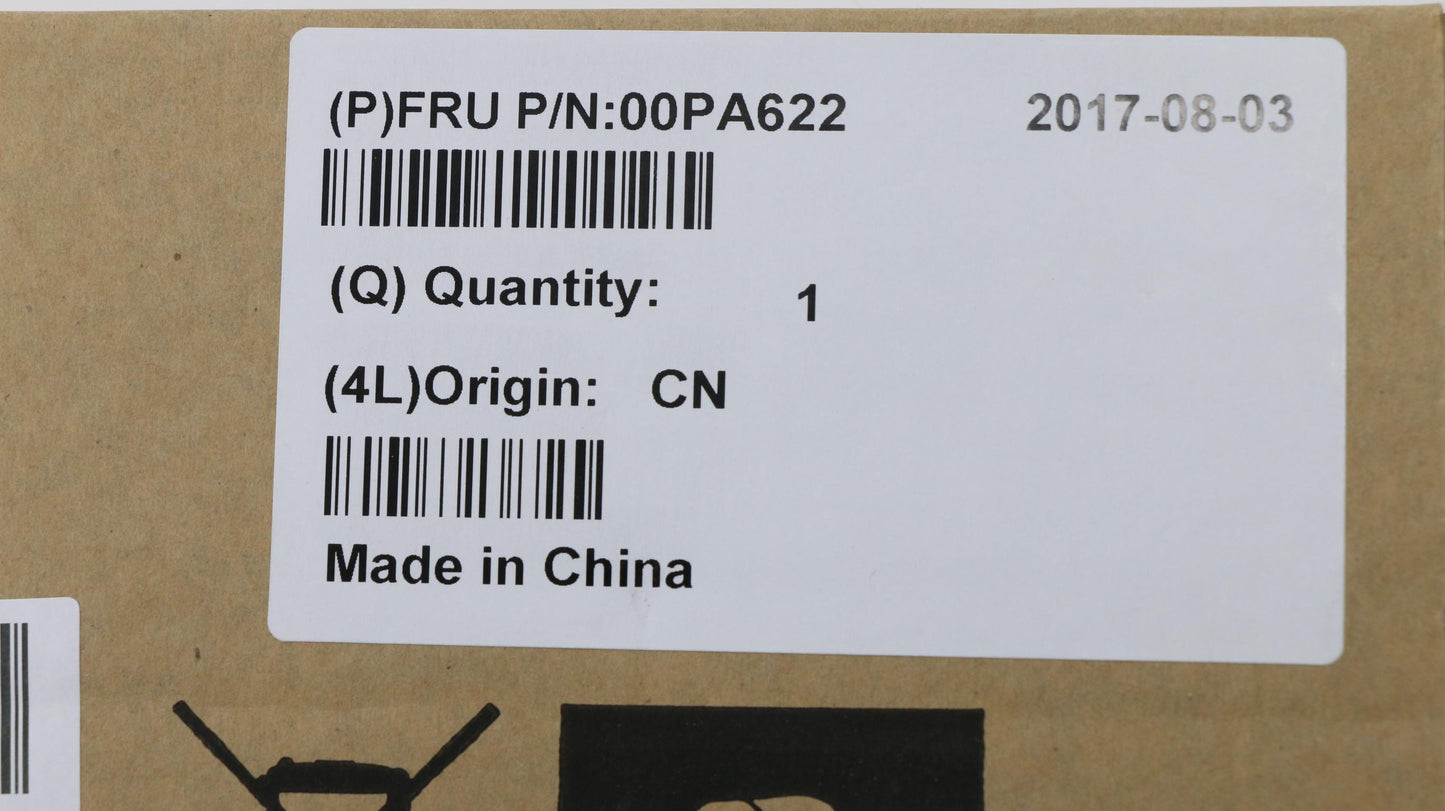 (P)FRU P/N:00PA622 2017-08-03
(Q) Quantity: 1
(4L)Origin: CN
Made in China